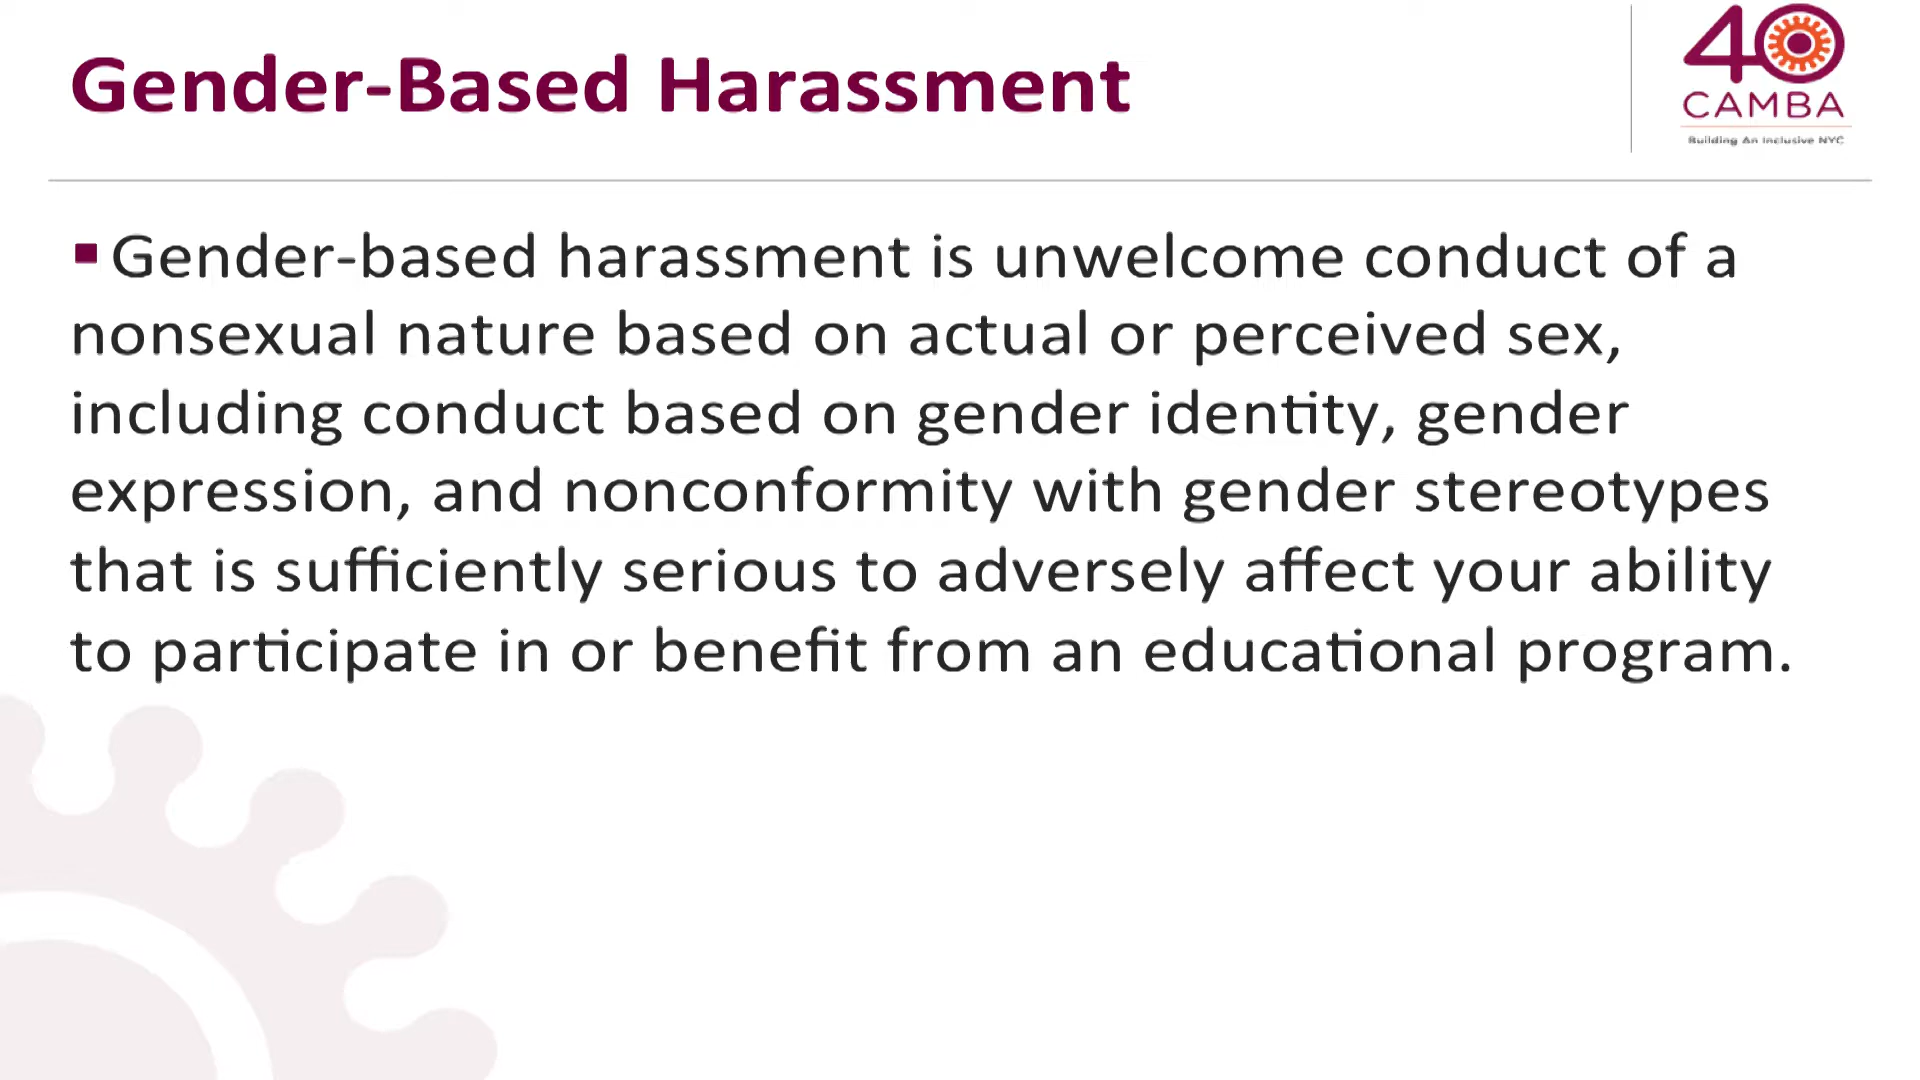 Gender-Based Harassment
40
CAMBA
Building An Inclusive NYC
▪Gender-based harassment is unwelcome conduct of a
nonsexual nature based on actual or perceived sex,
including conduct based on gender identity, gender
expression, and nonconformity with gender stereotypes
that is sufficiently serious to adversely affect your ability
to participate in or benefit from an educational program.